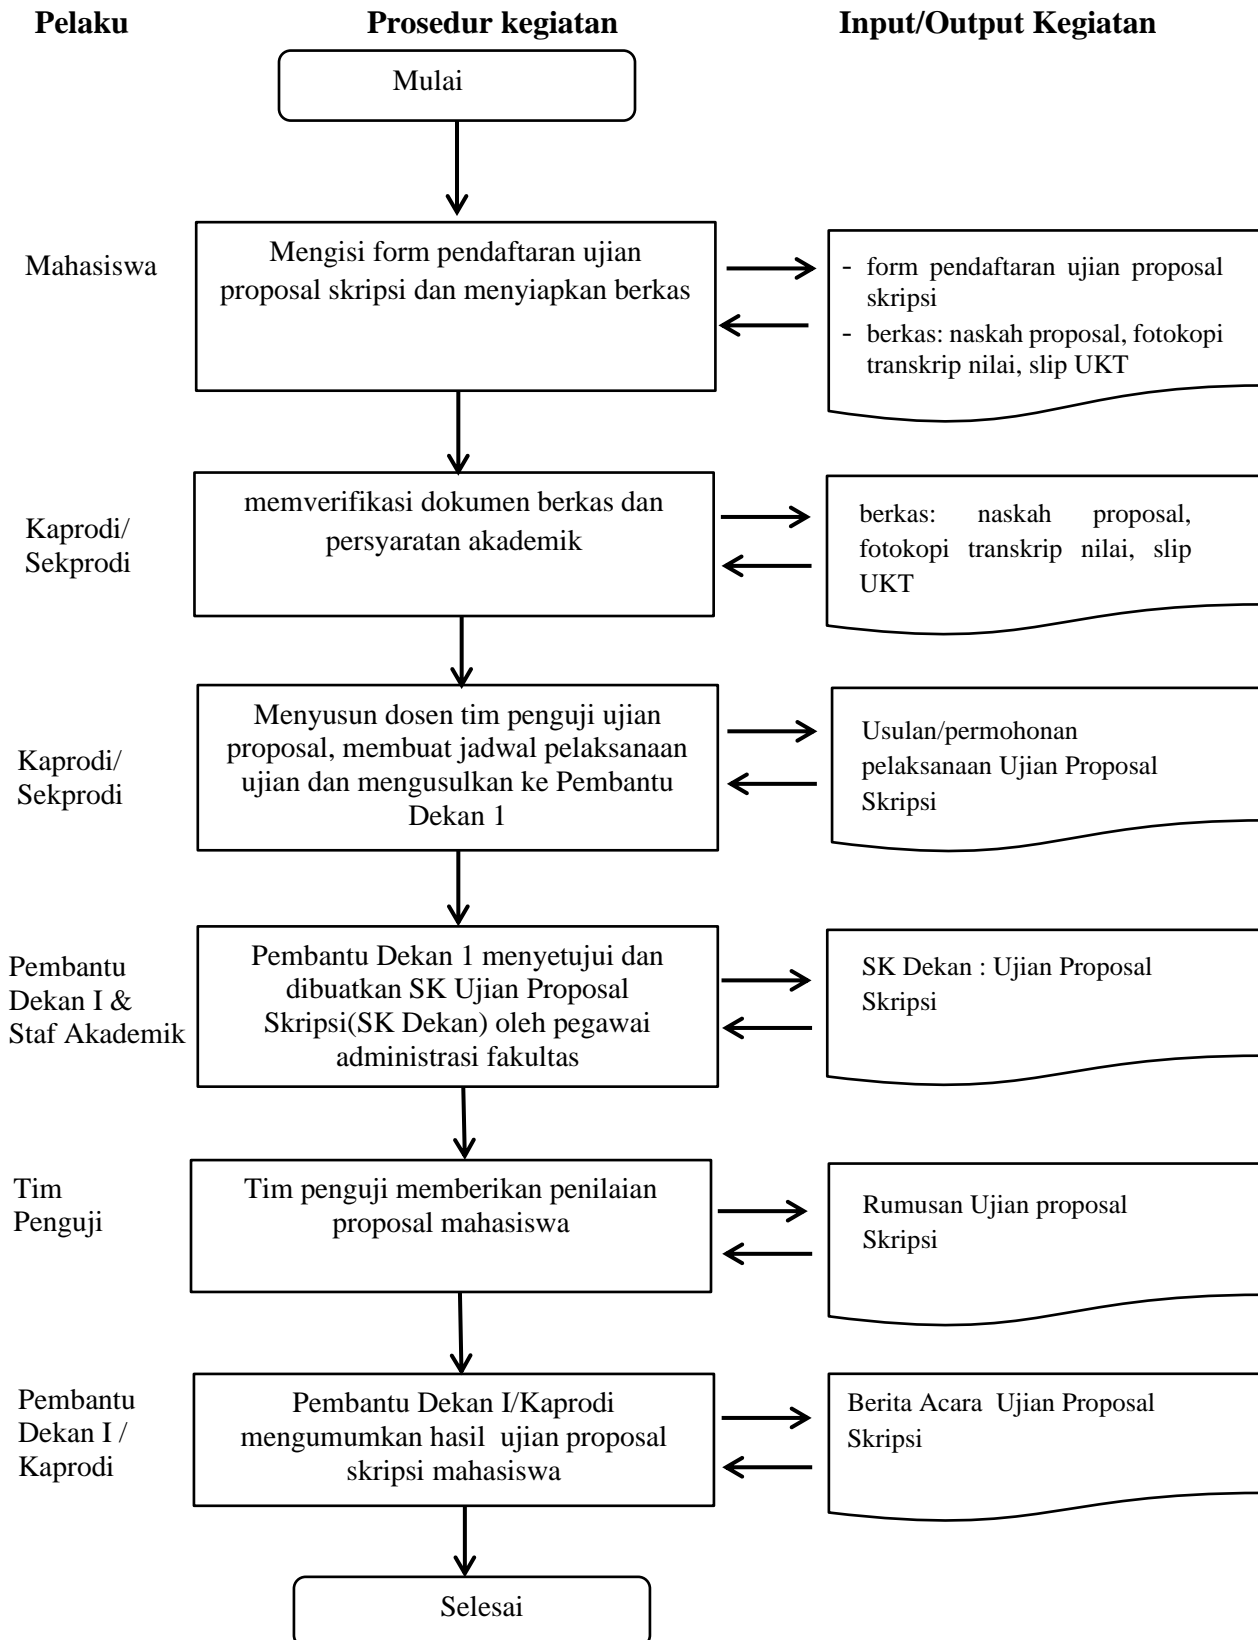 Pelaku Prosedur kegiatan Input/Output Kegiatan
Mulai
Mahasiswa
Mengisi form pendaftaran ujian
proposal skripsi dan menyiapkan berkas
- form pendaftaran ujian proposal
skripsi
- berkas: naskah proposal, fotokopi
transkrip nilai, slip UKT
Kaprodi/
Sekprodi
memverifikasi dokumen berkas dan
persyaratan akademik
berkas: naskah proposal,
fotokopi transkrip nilai, slip
UKT
Kaprodi/
Sekprodi
Menyusun dosen tim penguji ujian
proposal, membuat jadwal pelaksanaan
ujian dan mengusulkan ke Pembantu
Dekan 1
Usulan/permohonan
pelaksanaan Ujian Proposal
Skripsi
Pembantu
Dekan I &
Staf Akademik
Pembantu Dekan 1 menyetujui dan
dibuatkan SK Ujian Proposal
Skripsi(SK Dekan) oleh pegawai
administrasi fakultas
SK Dekan : Ujian Proposal
Skripsi
Tim
Penguji
Tim penguji memberikan penilaian
proposal mahasiswa
Rumusan Ujian proposal
Skripsi
Pembantu
Dekan I /
Kaprodi
Pembantu Dekan I/Kaprodi
mengumumkan hasil ujian proposal
skripsi mahasiswa
Berita Acara Ujian Proposal
Skripsi
Selesai